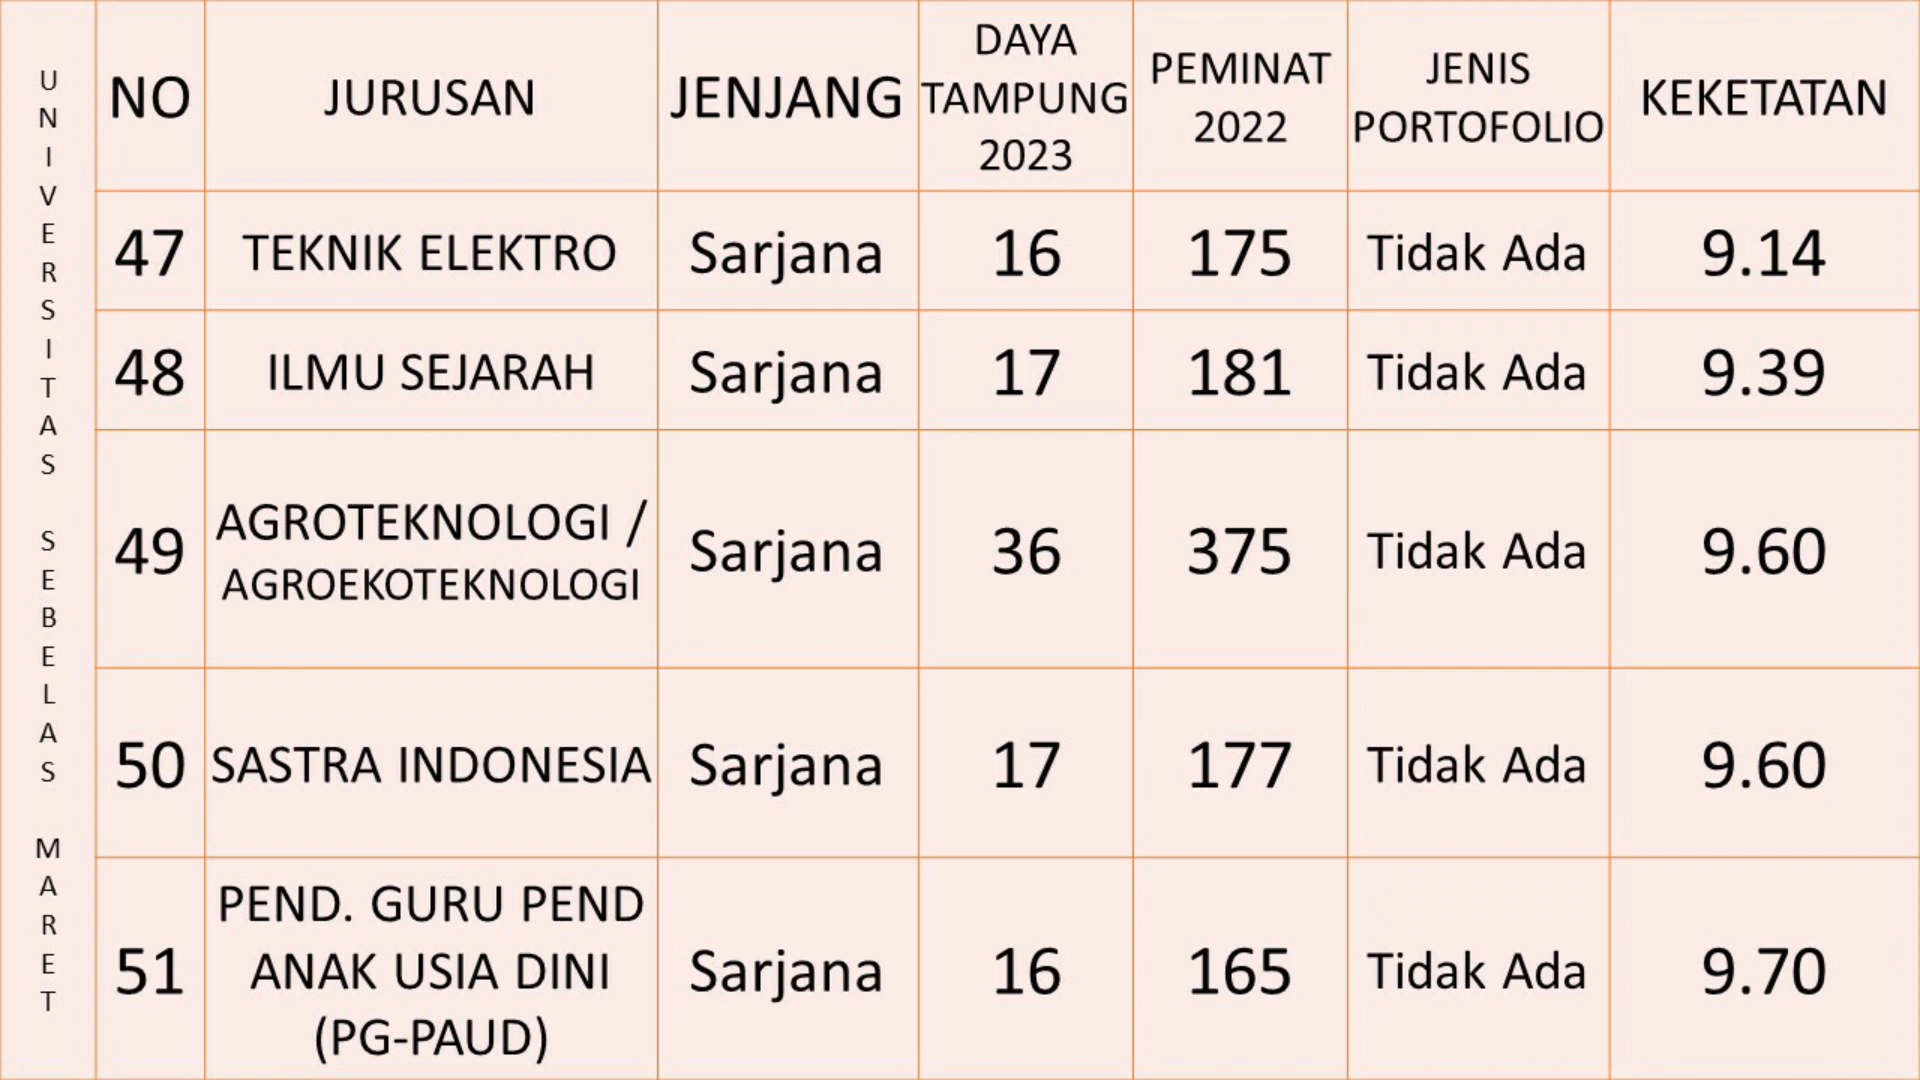 UNIVERSITAS SEBELAS MARET
NO JURUSAN JENJANG DAYA TAMPUNG 2023 PEMINAT 2022 JENIS PORTOFOLIO KEKETATAN
47 TEKNIK ELEKTRO Sarjana 16 175 Tidak Ada 9.14
48 ILMU SEJARAH Sarjana 17 181 Tidak Ada 9.39
49 AGROTEKNOLOGI / AGROEKOTEKNOLOGI Sarjana 36 375 Tidak Ada 9.60
50 SASTRA INDONESIA Sarjana 17 177 Tidak Ada 9.60
51 PEND. GURU PEND ANAK USIA DINI (PG-PAUD) Sarjana 16 165 Tidak Ada 9.70